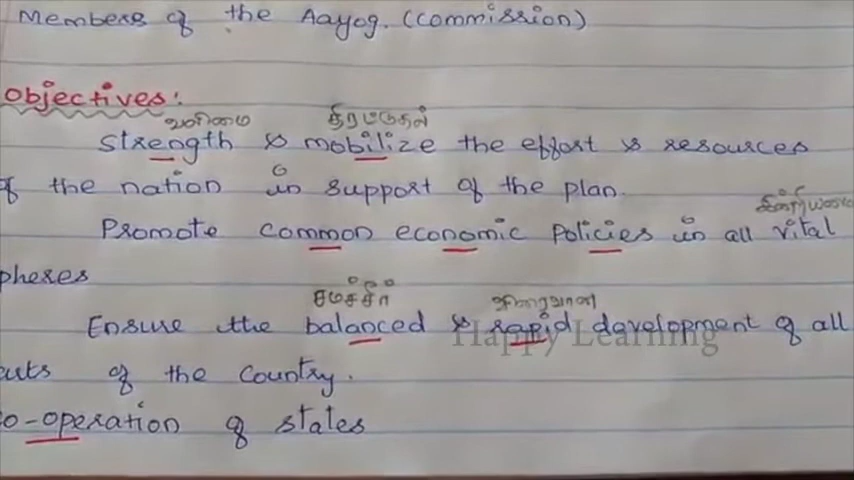 Members of the Aayog. (commission)
Objectives:
வலிமை திரட்டுதல்
strength & mobilize the effort & resources
of the nation in support of the plan.
Promote common economic policies in all vital
pheres
சமச்சீர் விரைவான
Ensure the balanced & rapid development of all
Happy Learning
of the country.
o-operation of states